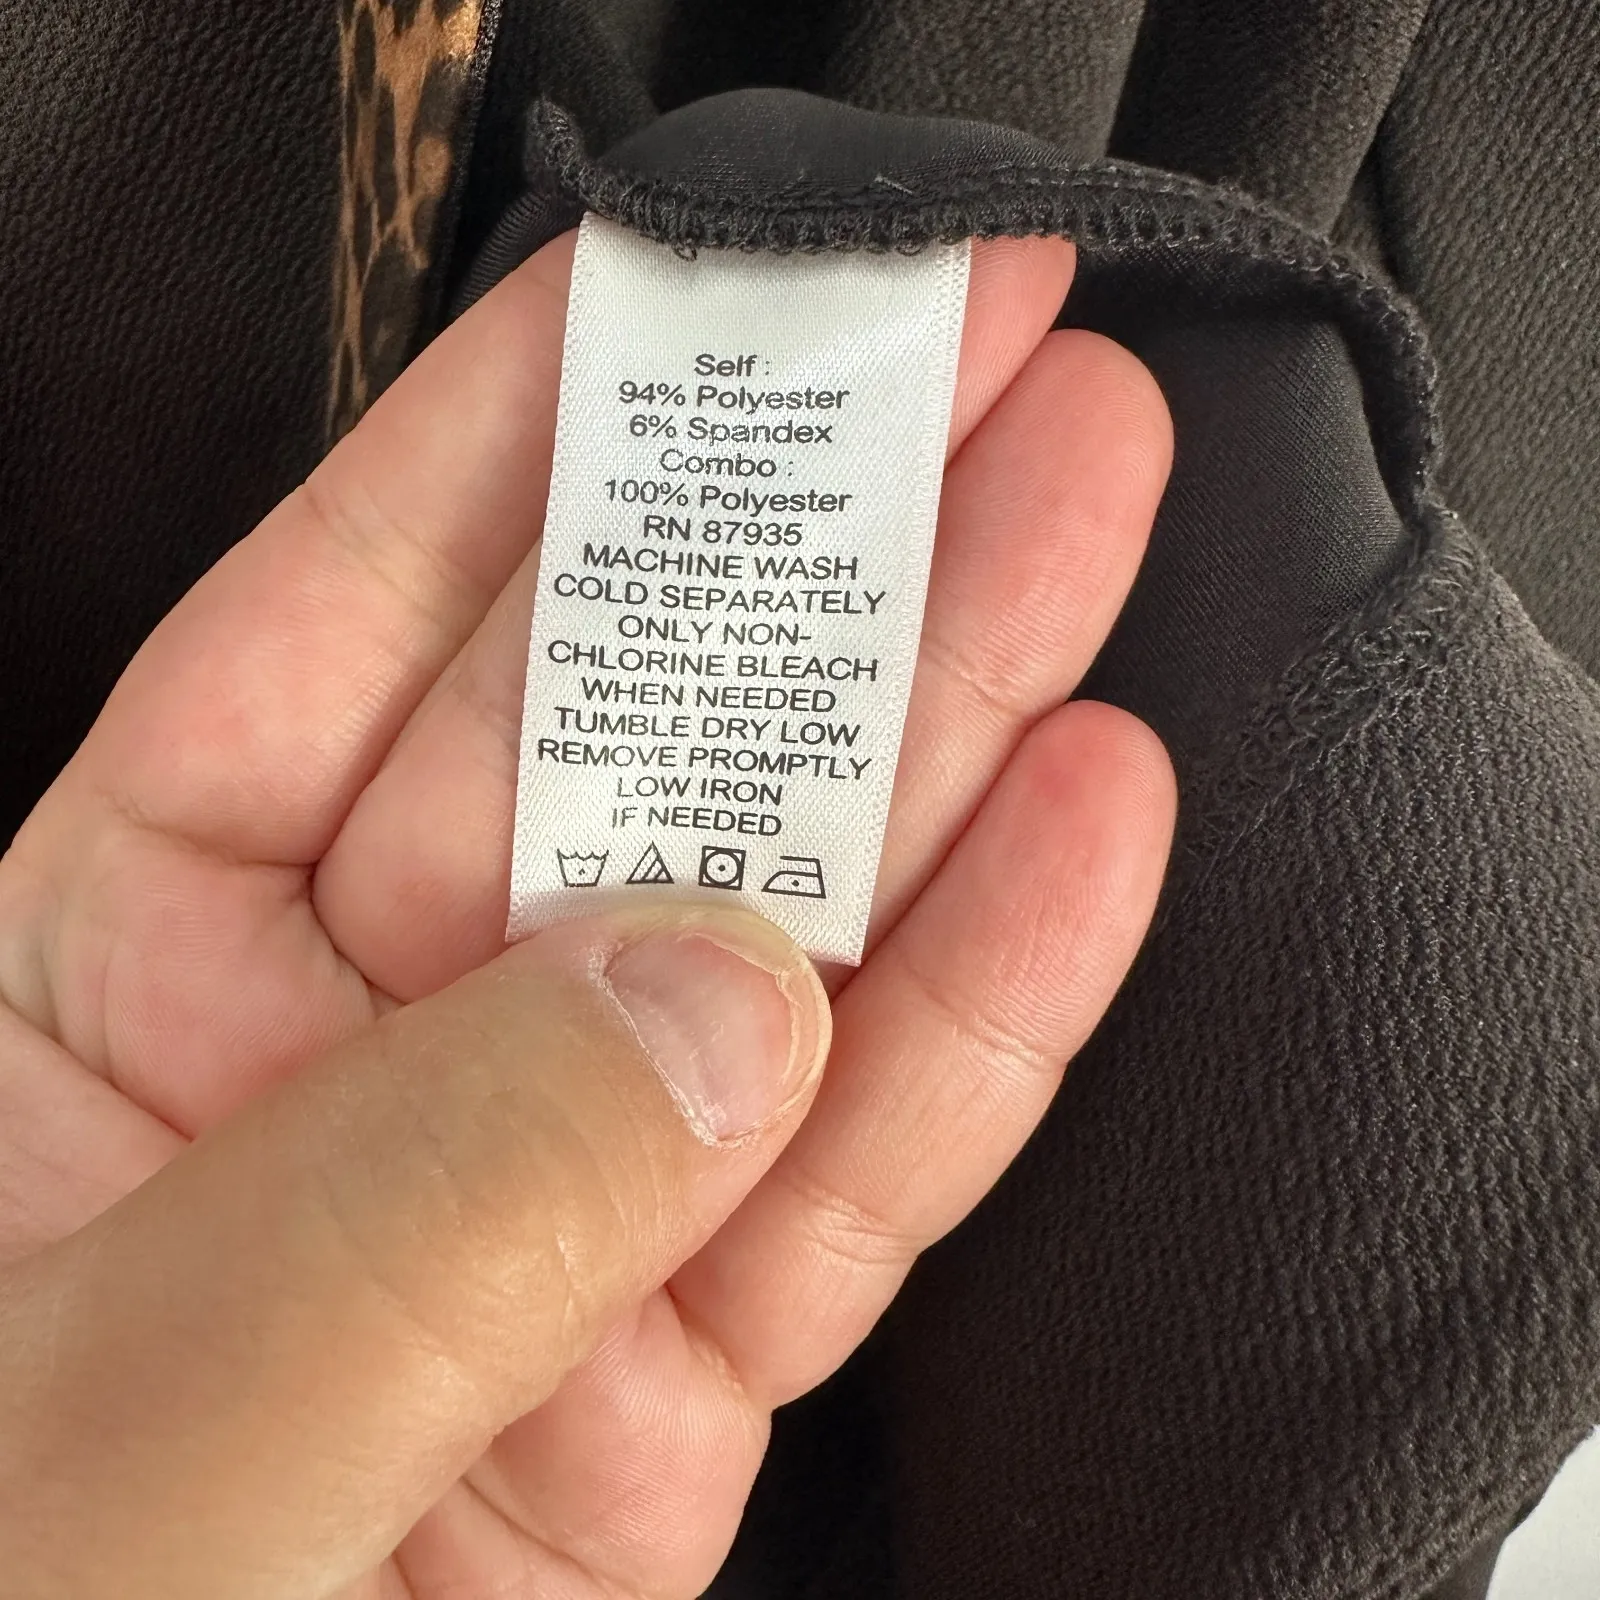 Self :
94% Polyester
6% Spandex
Combo :
100% Polyester
RN 87935
MACHINE WASH
COLD SEPARATELY
ONLY NON-
CHLORINE BLEACH
WHEN NEEDED
TUMBLE DRY LOW
REMOVE PROMPTLY
LOW IRON
IF NEEDED